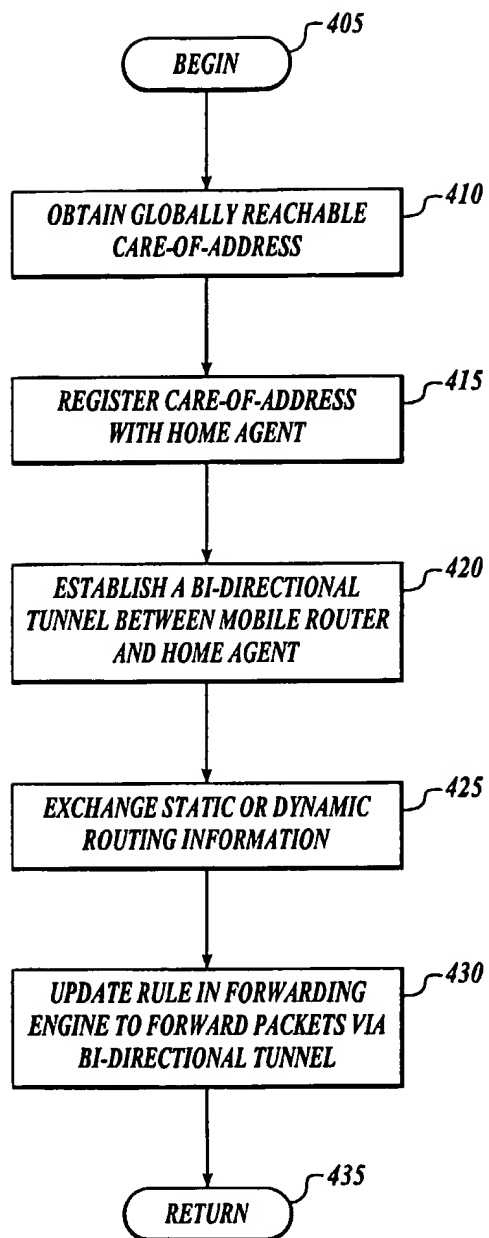 405
BEGIN
410
OBTAIN GLOBALLY REACHABLE
CARE-OF-ADDRESS
415
REGISTER CARE-OF-ADDRESS
WITH HOME AGENT
420
ESTABLISH A BI-DIRECTIONAL
TUNNEL BETWEEN MOBILE ROUTER
AND HOME AGENT
425
EXCHANGE STATIC OR DYNAMIC
ROUTING INFORMATION
430
UPDATE RULE IN FORWARDING
ENGINE TO FORWARD PACKETS VIA
BI-DIRECTIONAL TUNNEL
435
RETURN